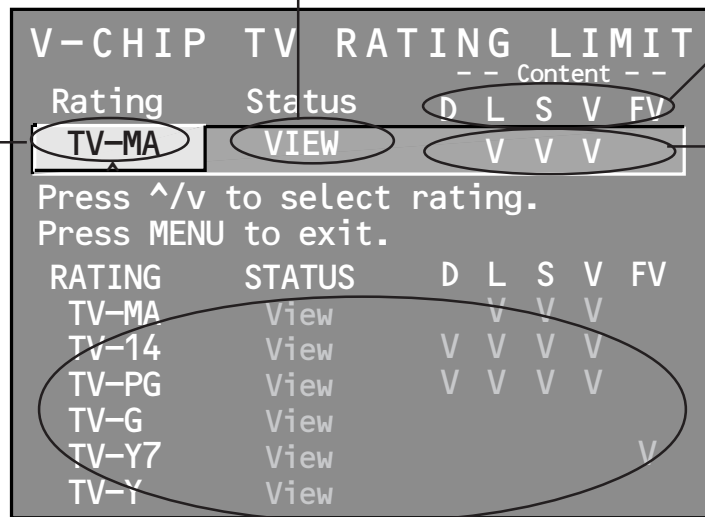 V-CHIP TV RATING LIMIT
- - Content - -
Rating Status D L S V FV
TV-MA VIEW V V V
^
Press ^/v to select rating.
Press MENU to exit.
RATING STATUS D L S V FV
TV-MA View V V V
TV-14 View V V V V
TV-PG View V V V V
TV-G View
TV-Y7 View V
TV-Y View